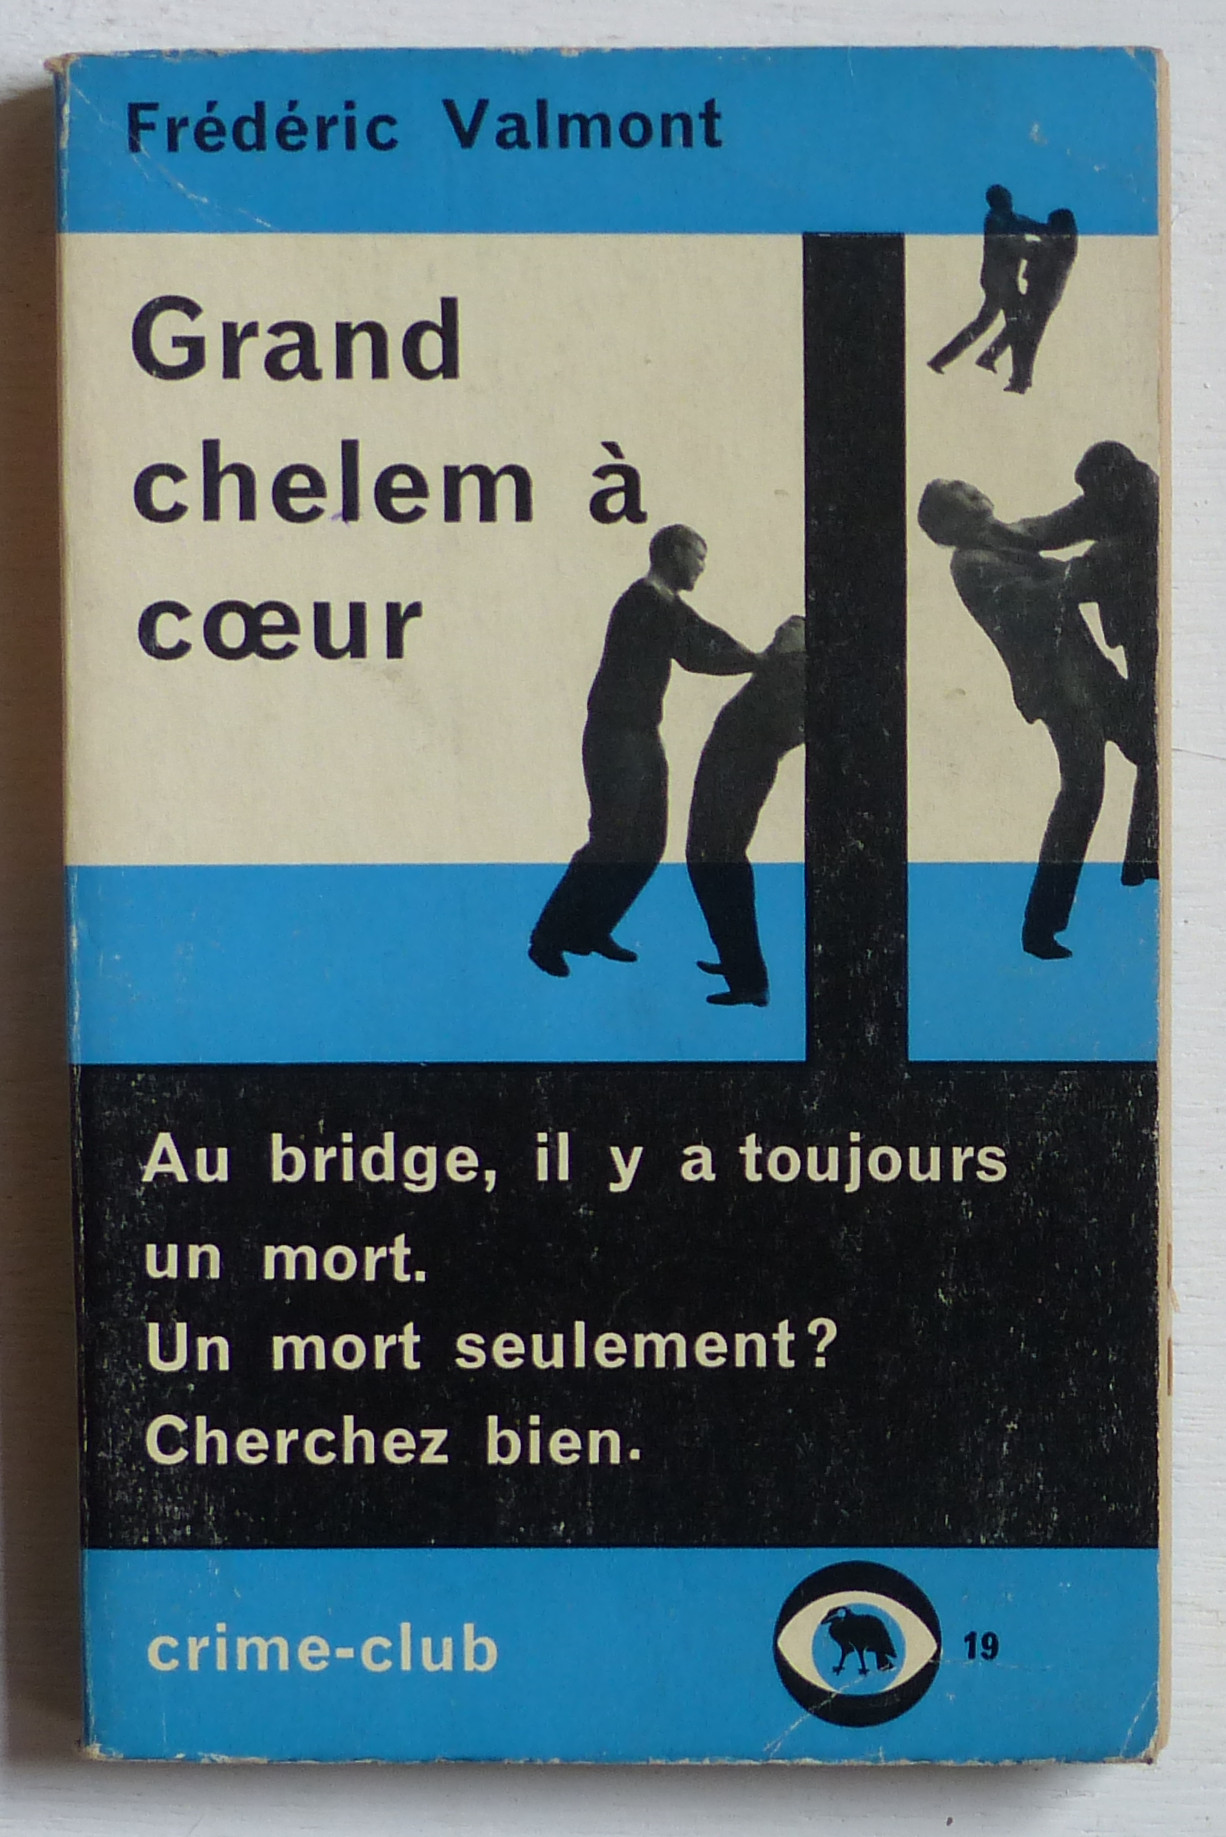 Frédéric Valmont
Grand
chelem à
cœur
Au bridge, il y a toujours
un mort.
Un mort seulement?
Cherchez bien.
crime-club
19